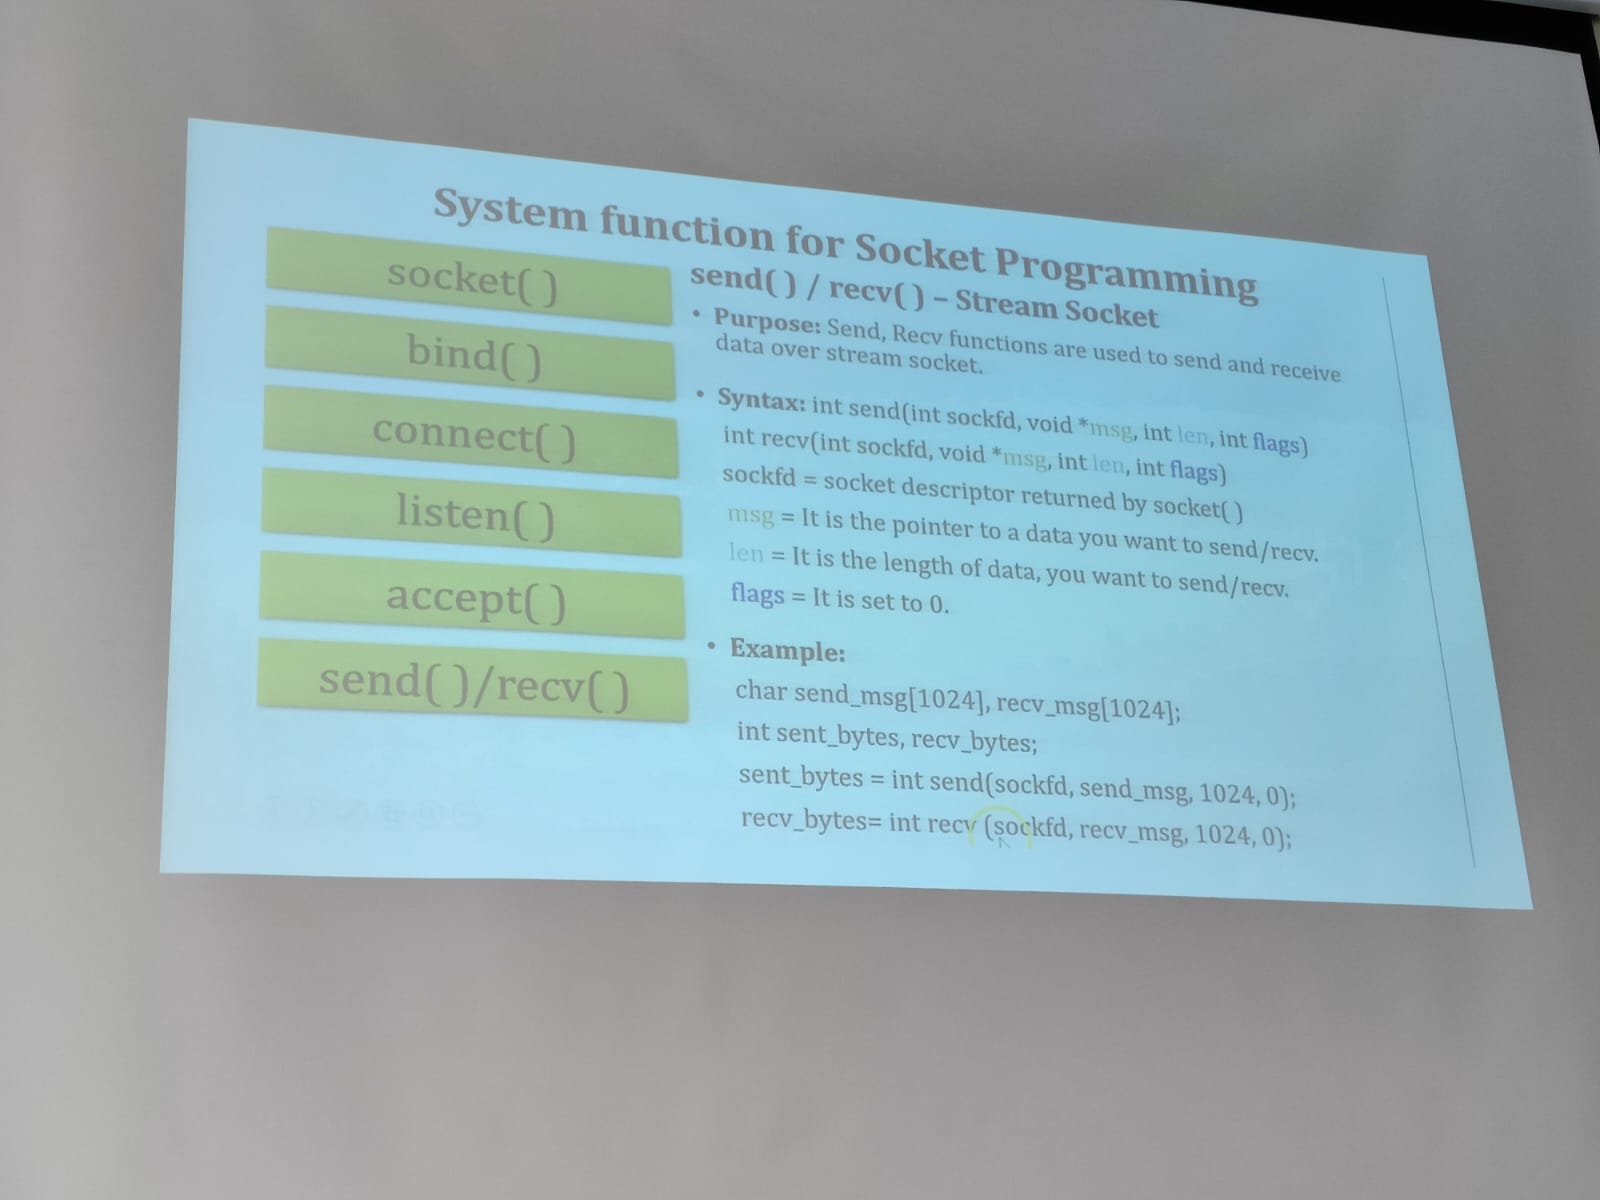 System function for Socket Programming
socket( )
bind( )
connect( )
listen( )
accept( )
send( )/recv( )
send( ) / recv( ) – Stream Socket
• Purpose: Send, Recv functions are used to send and receive
data over stream socket.
• Syntax: int send(int sockfd, void *msg, int len, int flags)
int recv(int sockfd, void *msg, int len, int flags)
sockfd = socket descriptor returned by socket( )
msg = It is the pointer to a data you want to send/recv.
len = It is the length of data, you want to send/recv.
flags = It is set to 0.
• Example:
char send_msg[1024], recv_msg[1024];
int sent_bytes, recv_bytes;
sent_bytes = int send(sockfd, send_msg, 1024, 0);
recv_bytes= int recv (sockfd, recv_msg, 1024, 0);